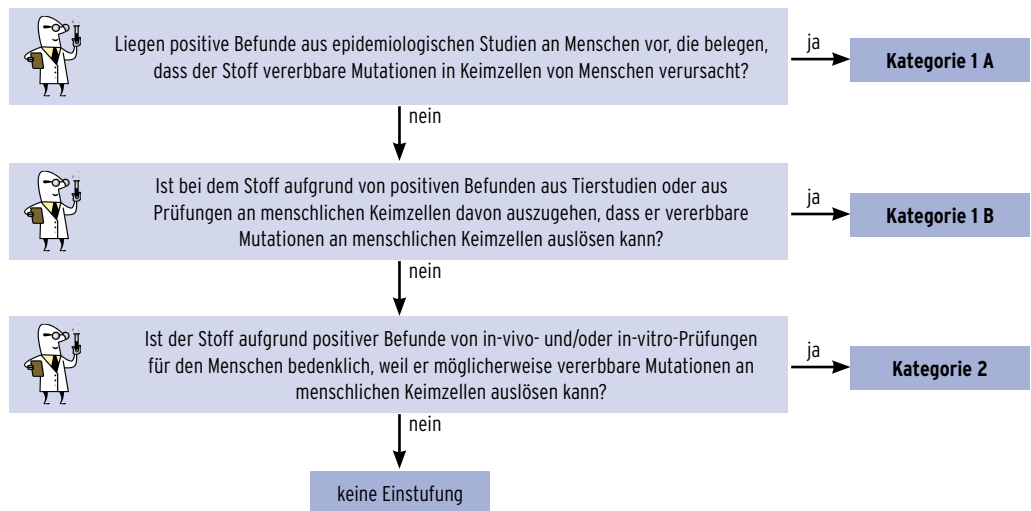 Liegen positive Befunde aus epidemiologischen Studien an Menschen vor, die belegen,
dass der Stoff vererbbare Mutationen in Keimzellen von Menschen verursacht?
ja
Kategorie 1 A
nein
Ist bei dem Stoff aufgrund von positiven Befunden aus Tierstudien oder aus
Prüfungen an menschlichen Keimzellen davon auszugehen, dass er vererbbare
Mutationen an menschlichen Keimzellen auslösen kann?
ja
Kategorie 1 B
nein
Ist der Stoff aufgrund positiver Befunde von in-vivo- und/oder in-vitro-Prüfungen
für den Menschen bedenklich, weil er möglicherweise vererbbare Mutationen an
menschlichen Keimzellen auslösen kann?
ja
Kategorie 2
nein
keine Einstufung